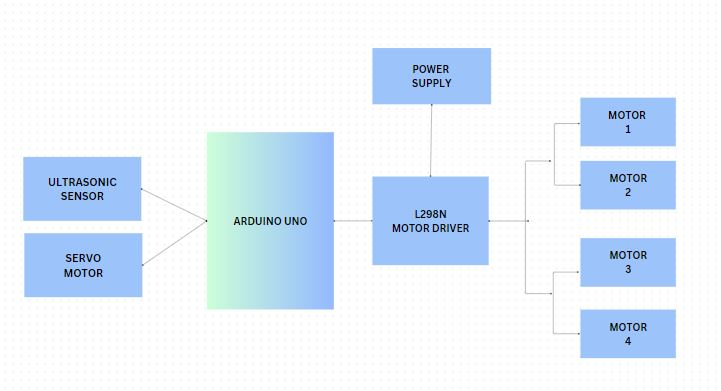 POWER
SUPPLY
MOTOR
1
ULTRASONIC
SENSOR
MOTOR
2
ARDUINO UNO
L298N
MOTOR DRIVER
SERVO
MOTOR
MOTOR
3
MOTOR
4